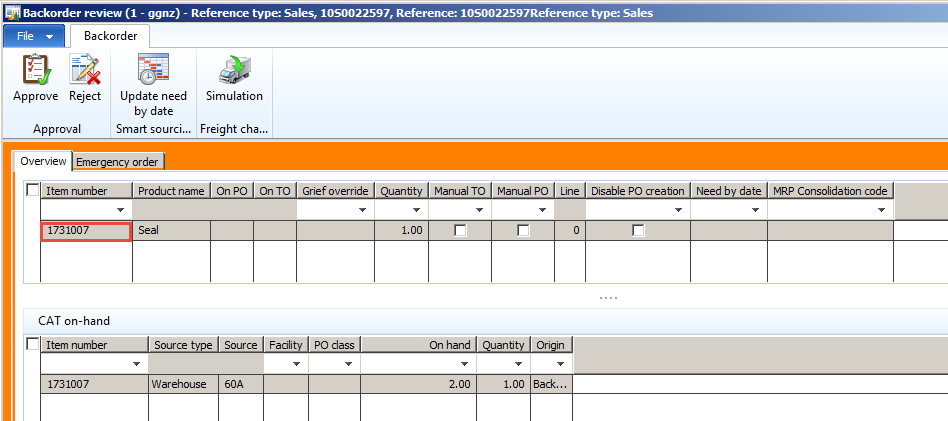 Backorder review (1 - ggnz) - Reference type: Sales, 10S0022597, Reference: 10S0022597Reference type: Sales
File Backorder
Approve Reject Update need by date Simulation
Approval Smart sourci... Freight cha...
Overview Emergency order
Item number Product name On PO On TO Grief override Quantity Manual TO Manual PO Line Disable PO creation Need by date MRP Consolidation code
1731007 Seal 1.00 0
CAT on-hand
Item number Source type Source Facility PO class On hand Quantity Origin
1731007 Warehouse 60A 2.00 1.00 Back...